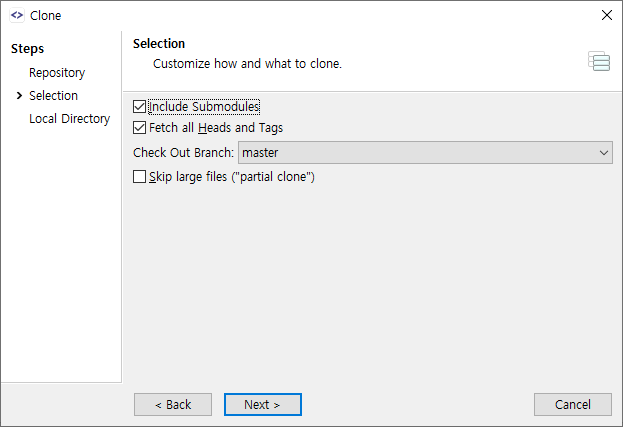 Clone
Steps
Repository
Selection
Local Directory
Selection
Customize how and what to clone.
Include Submodules
Fetch all Heads and Tags
Check Out Branch: master
Skip large files ("partial clone")
< Back
Next >
Cancel